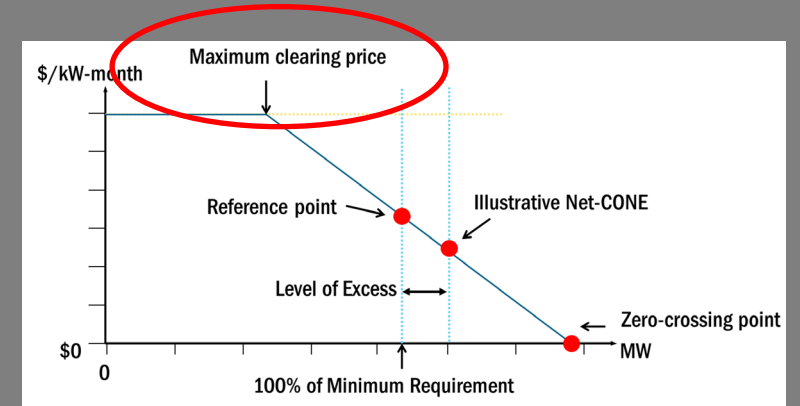 Maximum clearing price
$/kW-month
Reference point
Illustrative Net-CONE
Level of Excess
Zero-crossing point
$0
MW
0
100% of Minimum Requirement